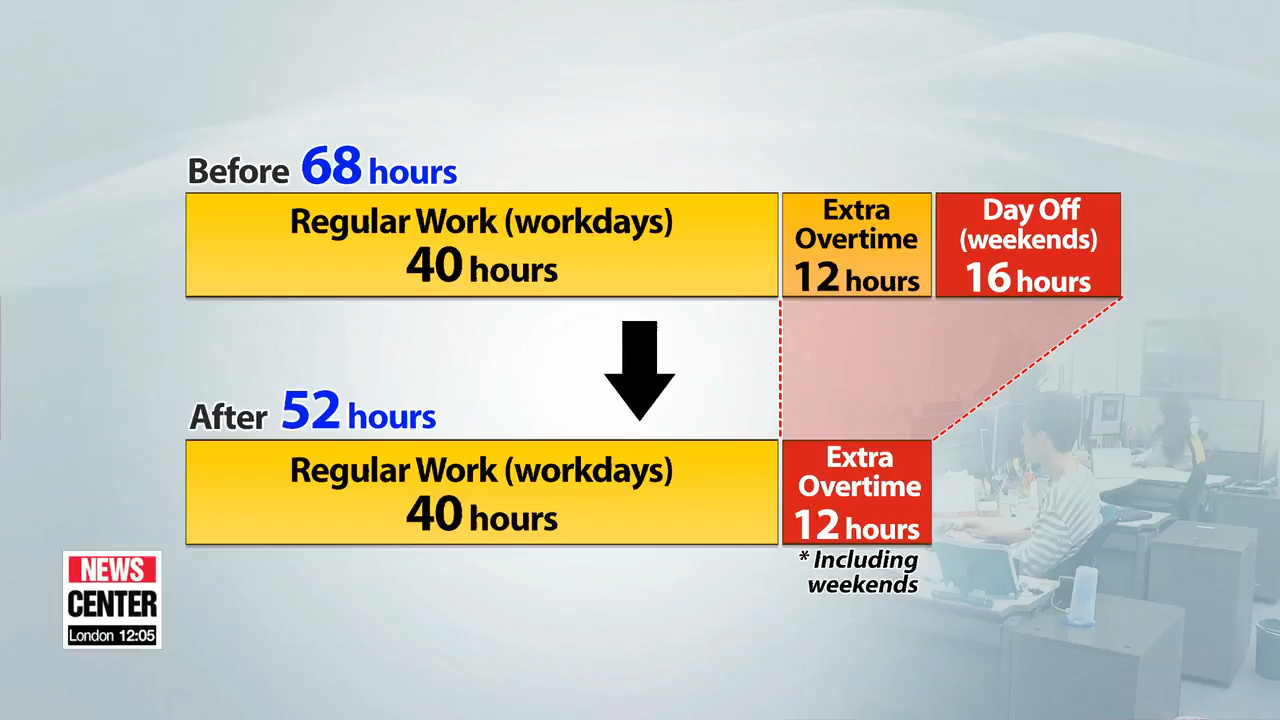 Before 68 hours
Regular Work (workdays)
40 hours
Extra
Overtime
12 hours
Day Off
(weekends)
16 hours
After 52 hours
Regular Work (workdays)
40 hours
Extra
Overtime
12 hours
* Including
weekends
NEWS
CENTER
London 12:05